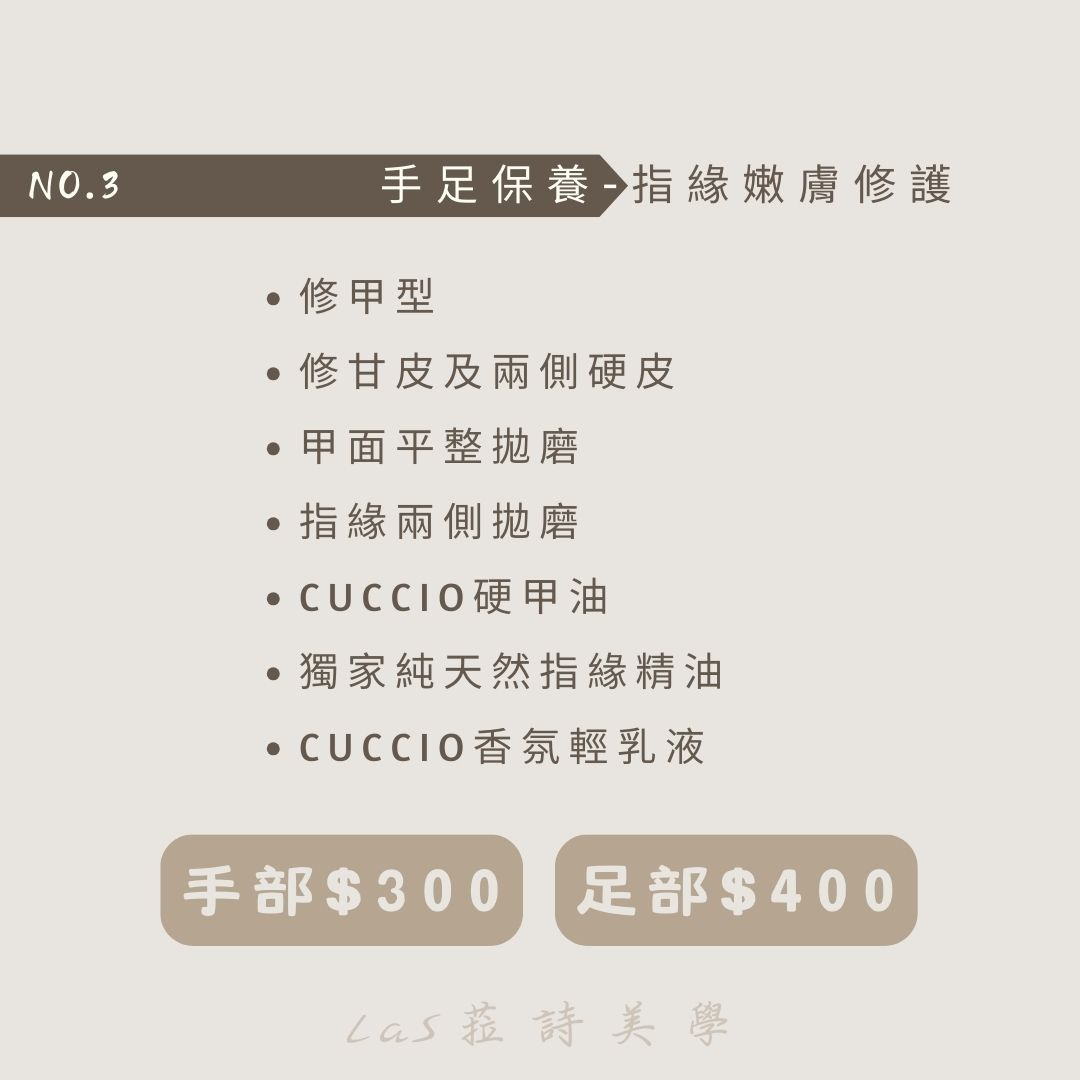 NO.3
手足保養-指緣嫩膚修護
• 修甲型
• 修甘皮及兩側硬皮
• 甲面平整拋磨
• 指緣兩側拋磨
• CUCCIO硬甲油
• 獨家純天然指緣精油
• CUCCIO香氛輕乳液
手部$300
足部$400
LaS菈詩美學